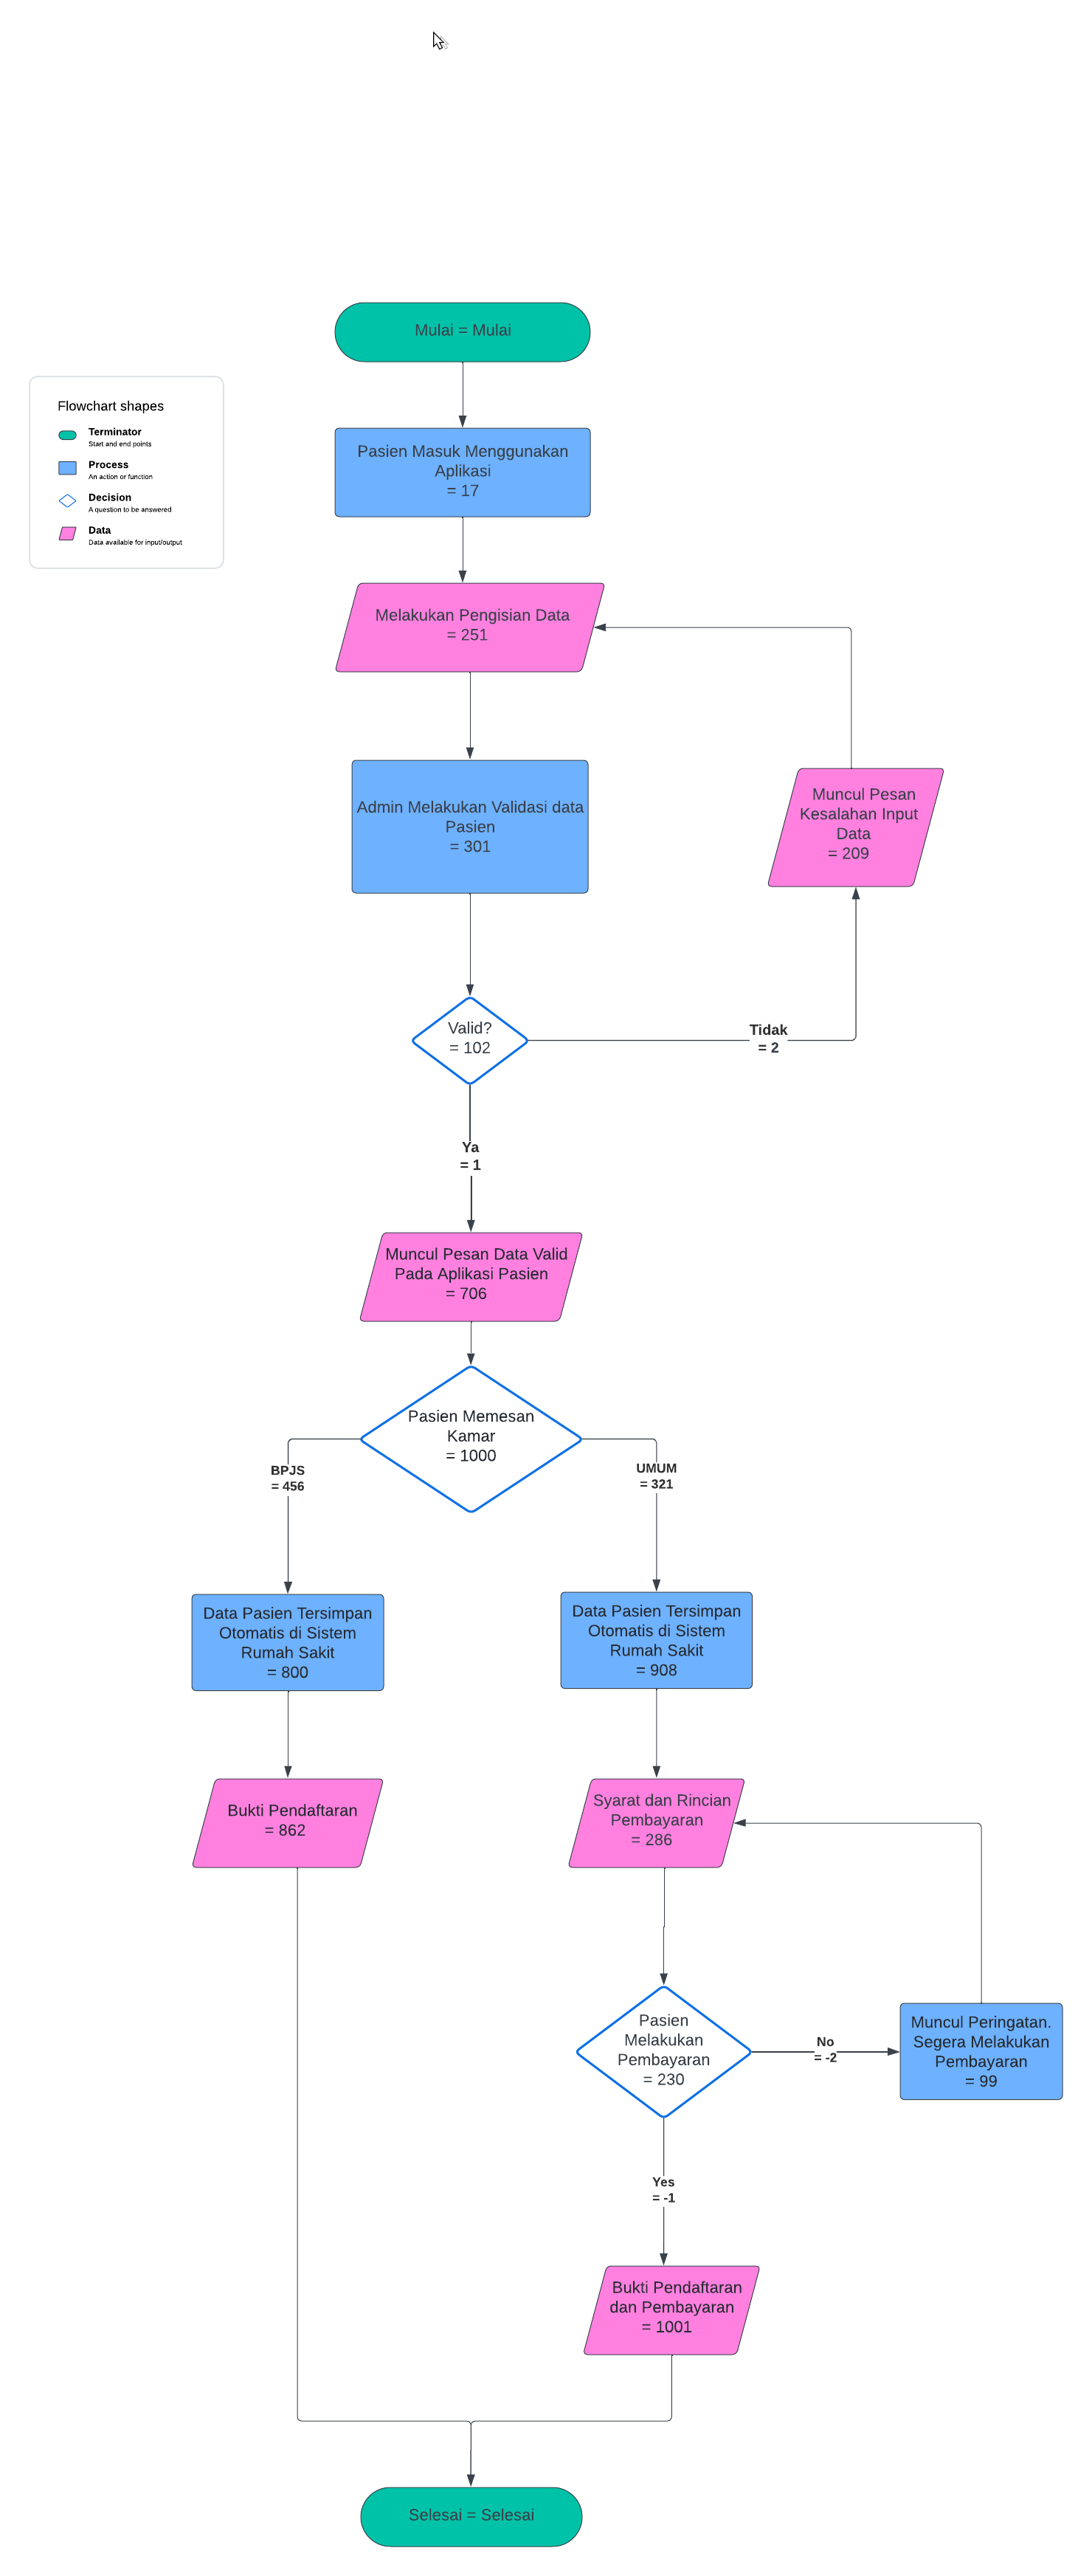 Mulai = Mulai
Flowchart shapes
Terminator
Start and end points
Process
An action or function
Decision
A question to be answered
Data
Data available for input/output
Pasien Masuk Menggunakan
Aplikasi
= 17
Melakukan Pengisian Data
= 251
Admin Melakukan Validasi data
Pasien
= 301
Muncul Pesan
Kesalahan Input
Data
= 209
Valid?
= 102
Tidak
= 2
Ya
= 1
Muncul Pesan Data Valid
Pada Aplikasi Pasien
= 706
Pasien Memesan
Kamar
= 1000
BPJS
= 456
UMUM
= 321
Data Pasien Tersimpan
Otomatis di Sistem
Rumah Sakit
= 800
Data Pasien Tersimpan
Otomatis di Sistem
Rumah Sakit
= 908
Bukti Pendaftaran
= 862
Syarat dan Rincian
Pembayaran
= 286
Pasien
Melakukan
Pembayaran
= 230
No
= -2
Muncul Peringatan.
Segera Melakukan
Pembayaran
= 99
Yes
= -1
Bukti Pendaftaran
dan Pembayaran
= 1001
Selesai = Selesai